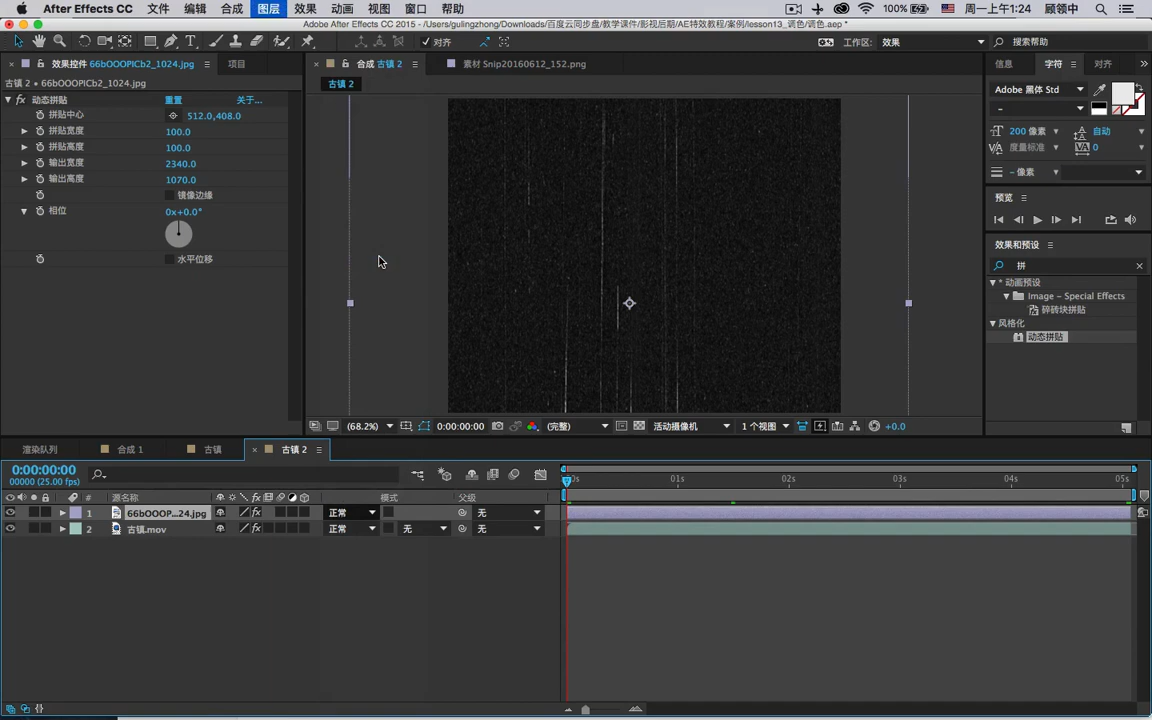 After Effects CC 文件 编辑 合成 图层 效果 动画 视图 窗口 帮助 100% 周一上午1:24 顾领中
Adobe After Effects CC 2015 - /Users/gulingzhong/Downloads/百度云同步盘/教学课件/影视后期/AE特效教程/案例/lesson13_调色/调色.aep *
对齐 工作区: 效果 搜索帮助
效果控件 66bOOOPICb2_1024.jpg 项目 合成 古镇 2 素材 Snip20160612_152.png 信息 字符 对齐
古镇 2 • 66bOOOPICb2_1024.jpg 古镇 2
fx 动态拼贴 重置 关于... Adobe 黑体 Std
拼贴中心 512.0,408.0 -
拼贴宽度 100.0 200 像素 自动
拼贴高度 100.0 度量标准 0
输出宽度 2340.0
输出高度 1070.0 - 像素
镜像边缘 预览
相位 0x+0.0°
效果和预设
水平位移 拼
* 动画预设
Image – Special Effects
碎砖块拼贴
风格化
动态拼贴
(68.2%) 0:00:00:00 (完整) 活动摄像机 1 个视图 +0.0
渲染队列 合成 1 古镇 古镇 2
0:00:00:00
00000 (25.00 fps) 01s 02s 03s 04s 05s
# 源名称 fx 模式 父级
1 66bOOOP...24.jpg fx 正常 无
2 古镇.mov fx 正常 无 无